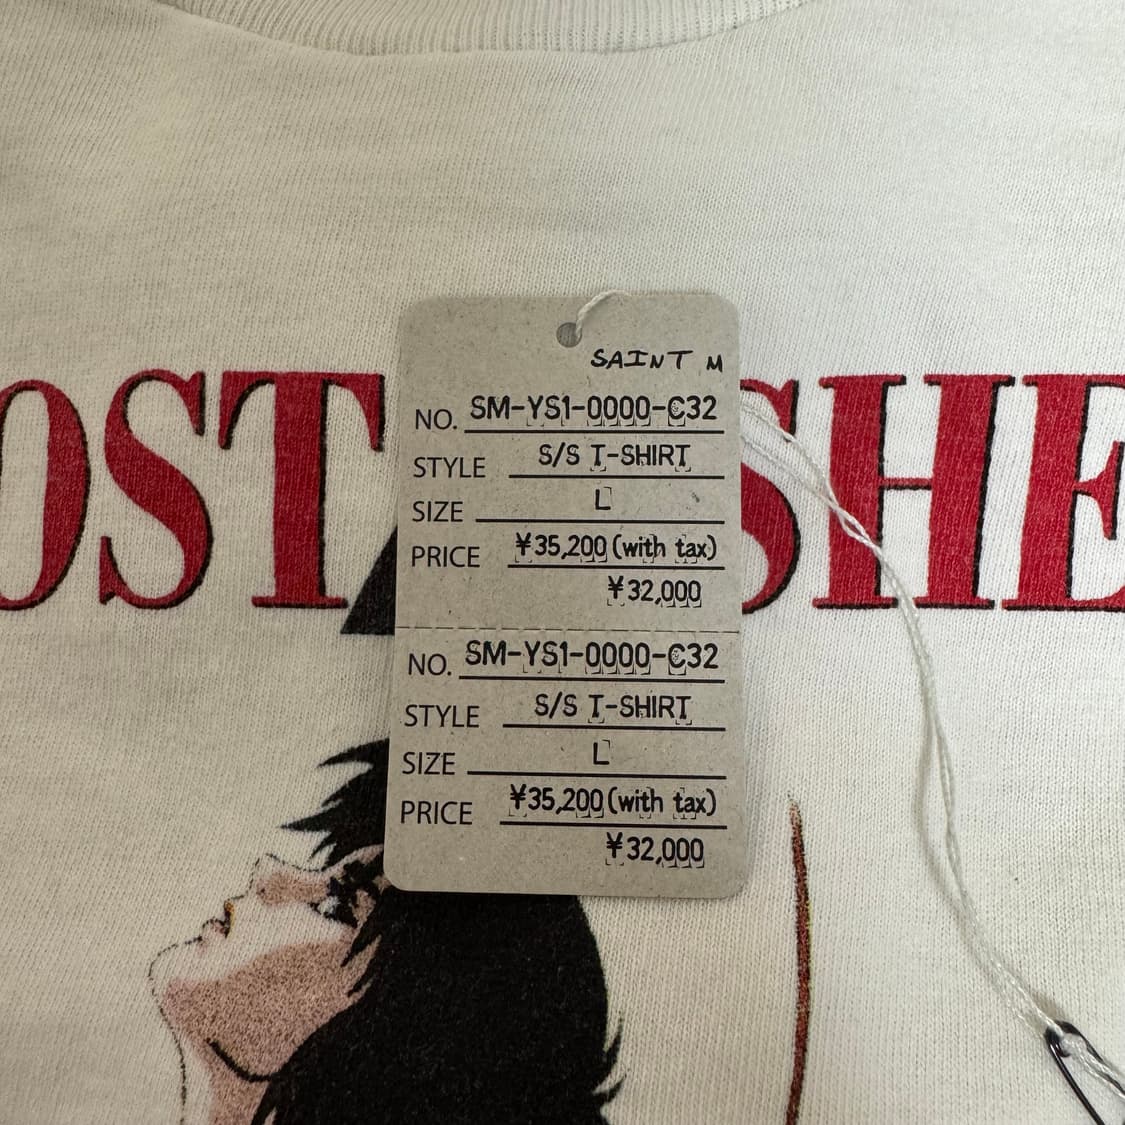 SAINT M
NO. SM-YS1-0000-C32
STYLE S/S T-SHIRT
SIZE L
PRICE ¥35,200(with tax)
¥32,000
NO. SM-YS1-0000-C32
STYLE S/S T-SHIRT
SIZE L
PRICE ¥35,200(with tax)
¥32,000
OST SHE